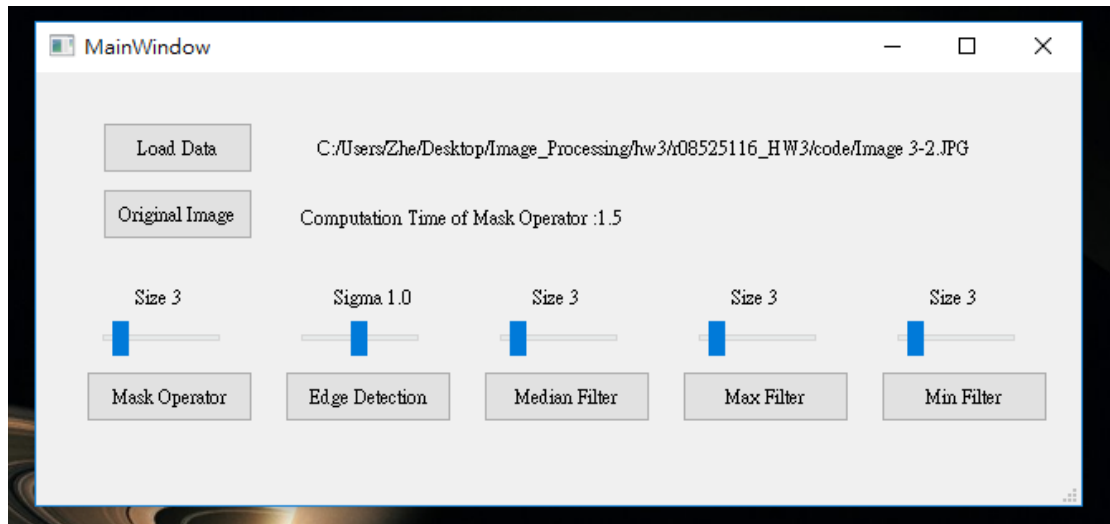 MainWindow
Load Data
C:/Users/Zhe/Desktop/Image_Processing/hw3/r08525116_HW3/code/Image 3-2.JPG
Original Image
Computation Time of Mask Operator :1.5
Size 3
Sigma 1.0
Size 3
Size 3
Size 3
Mask Operator
Edge Detection
Median Filter
Max Filter
Min Filter